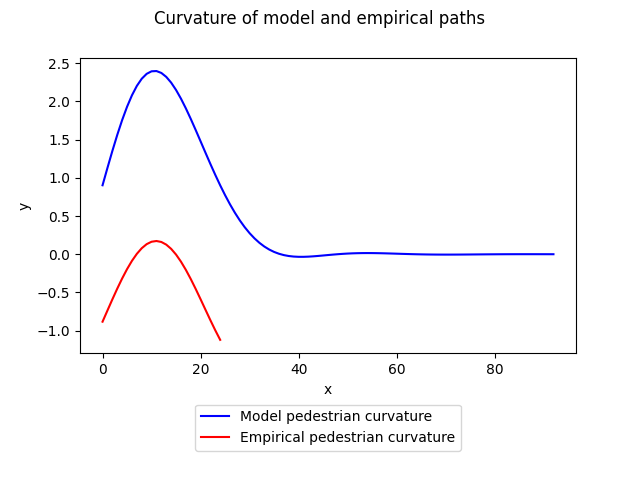 Curvature of model and empirical paths
2.5
2.0
1.5
1.0
0.5
0.0
−0.5
−1.0
y
0 20 40 60 80
x
Model pedestrian curvature
Empirical pedestrian curvature